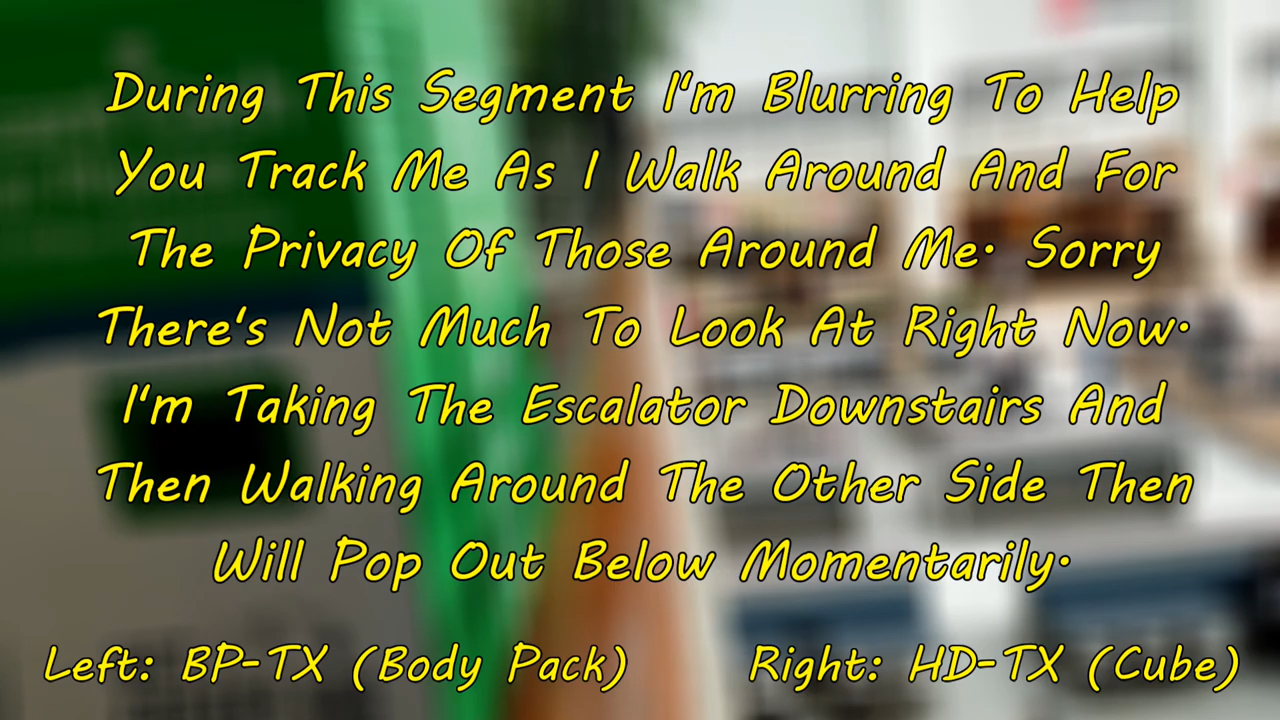 During This Segment I'm Blurring To Help
You Track Me As I Walk Around And For
The Privacy Of Those Around Me. Sorry
There's Not Much To Look At Right Now.
I'm Taking The Escalator Downstairs And
Then Walking Around The Other Side Then
Will Pop Out Below Momentarily.
Left: BP-TX (Body Pack) Right: HD-TX (Cube)